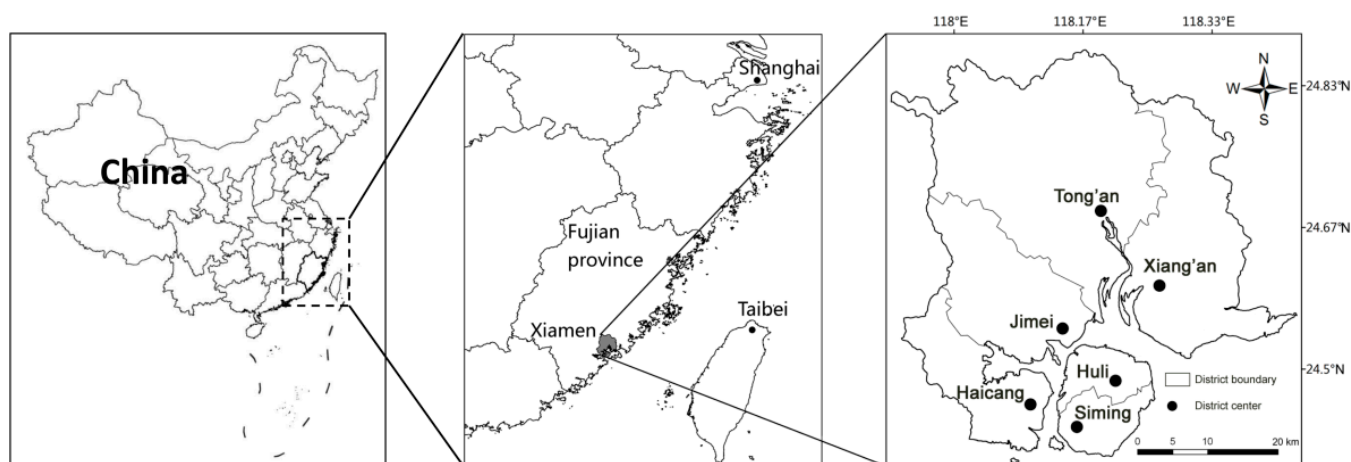 China
Shanghai
Fujian
province
Xiamen
Taibei
118°E
118.17°E
118.33°E
N
W
E
S
24.83°N
Tong'an
24.67°N
Xiang'an
Jimei
Huli
24.5°N
Haicang
Siming
District boundary
District center
0
5
10
20 km